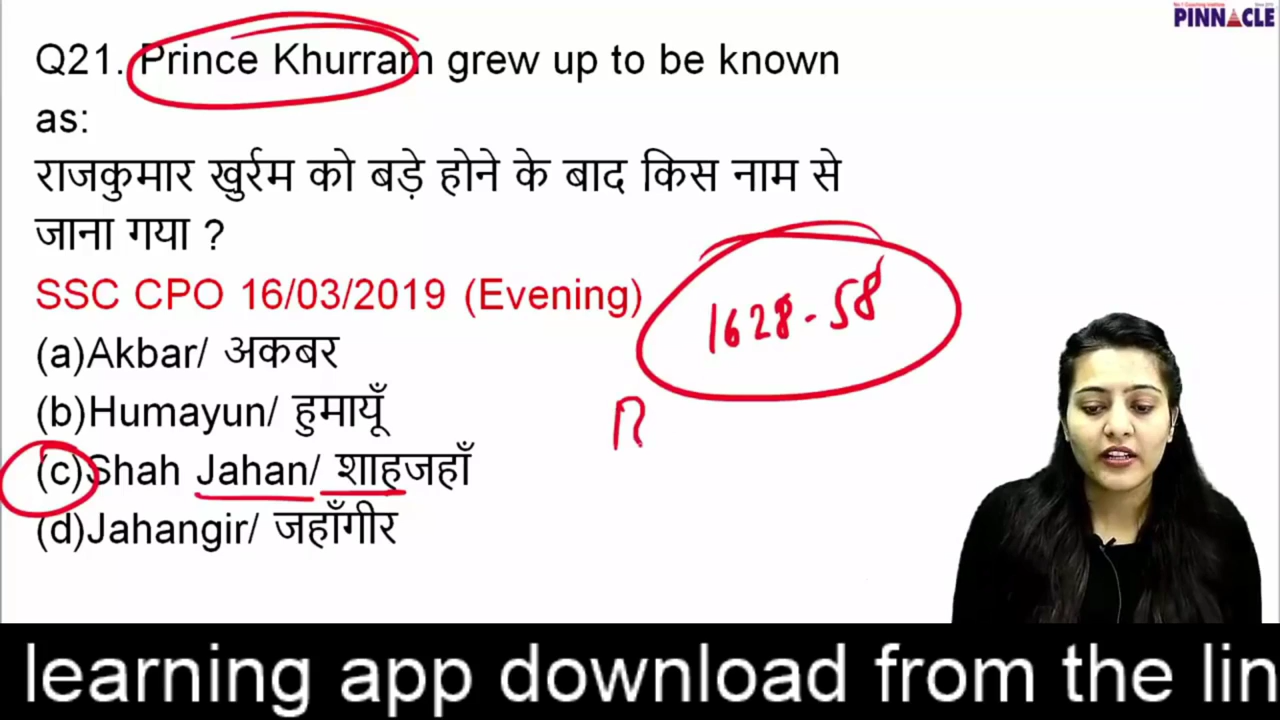 PINNACLE
Q21. Prince Khurram grew up to be known
as:
राजकुमार खुर्रम को बड़े होने के बाद किस नाम से
जाना गया ?
SSC CPO 16/03/2019 (Evening)
1628-58
(a)Akbar/ अकबर
(b)Humayun/ हुमायूँ
(c)Shah Jahan/ शाहजहाँ
(d)Jahangir/ जहाँगीर
learning app download from the lin